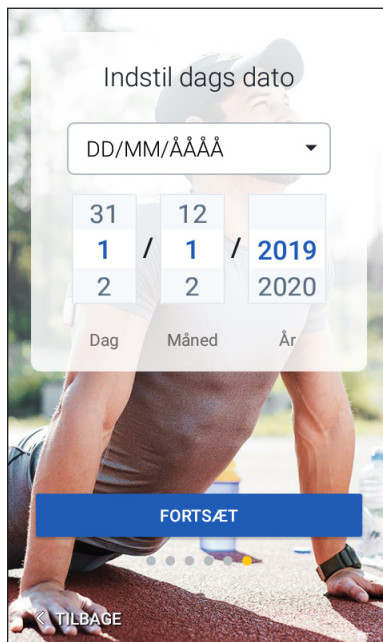 Indstil dags dato
DD/MM/ÅÅÅÅ
31 12
1 / 1 / 2019
2 2 2020
Dag Måned År
FORTSÆT
TILBAGE